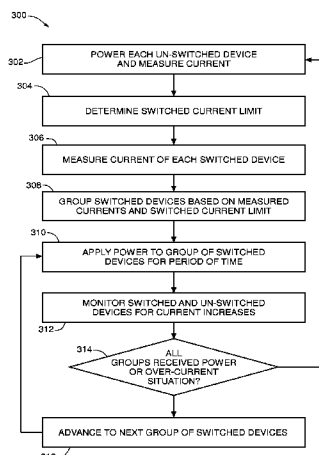 300
302
POWER EACH UN-SWITCHED DEVICE
AND MEASURE CURRENT
304
DETERMINE SWITCHED CURRENT LIMIT
306
MEASURE CURRENT OF EACH SWITCHED DEVICE
308
GROUP SWITCHED DEVICES BASED ON MEASURED
CURRENTS AND SWITCHED CURRENT LIMIT
310
APPLY POWER TO GROUP OF SWITCHED
DEVICES FOR PERIOD OF TIME
MONITOR SWITCHED AND UN-SWITCHED
DEVICES FOR CURRENT INCREASES
312
314
ALL
GROUPS RECEIVED POWER
OR OVER-CURRENT
SITUATION?
ADVANCE TO NEXT GROUP OF SWITCHED DEVICES